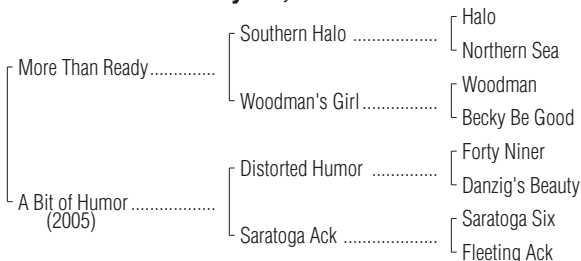 Halo
Southern Halo ..................
Northern Sea
More Than Ready..............
Woodman
Woodman's Girl................
Becky Be Good
Forty Niner
Distorted Humor ..............
Danzig's Beauty
A Bit of Humor ..................
(2005)
Saratoga Six
Saratoga Ack ....................
Fleeting Ack